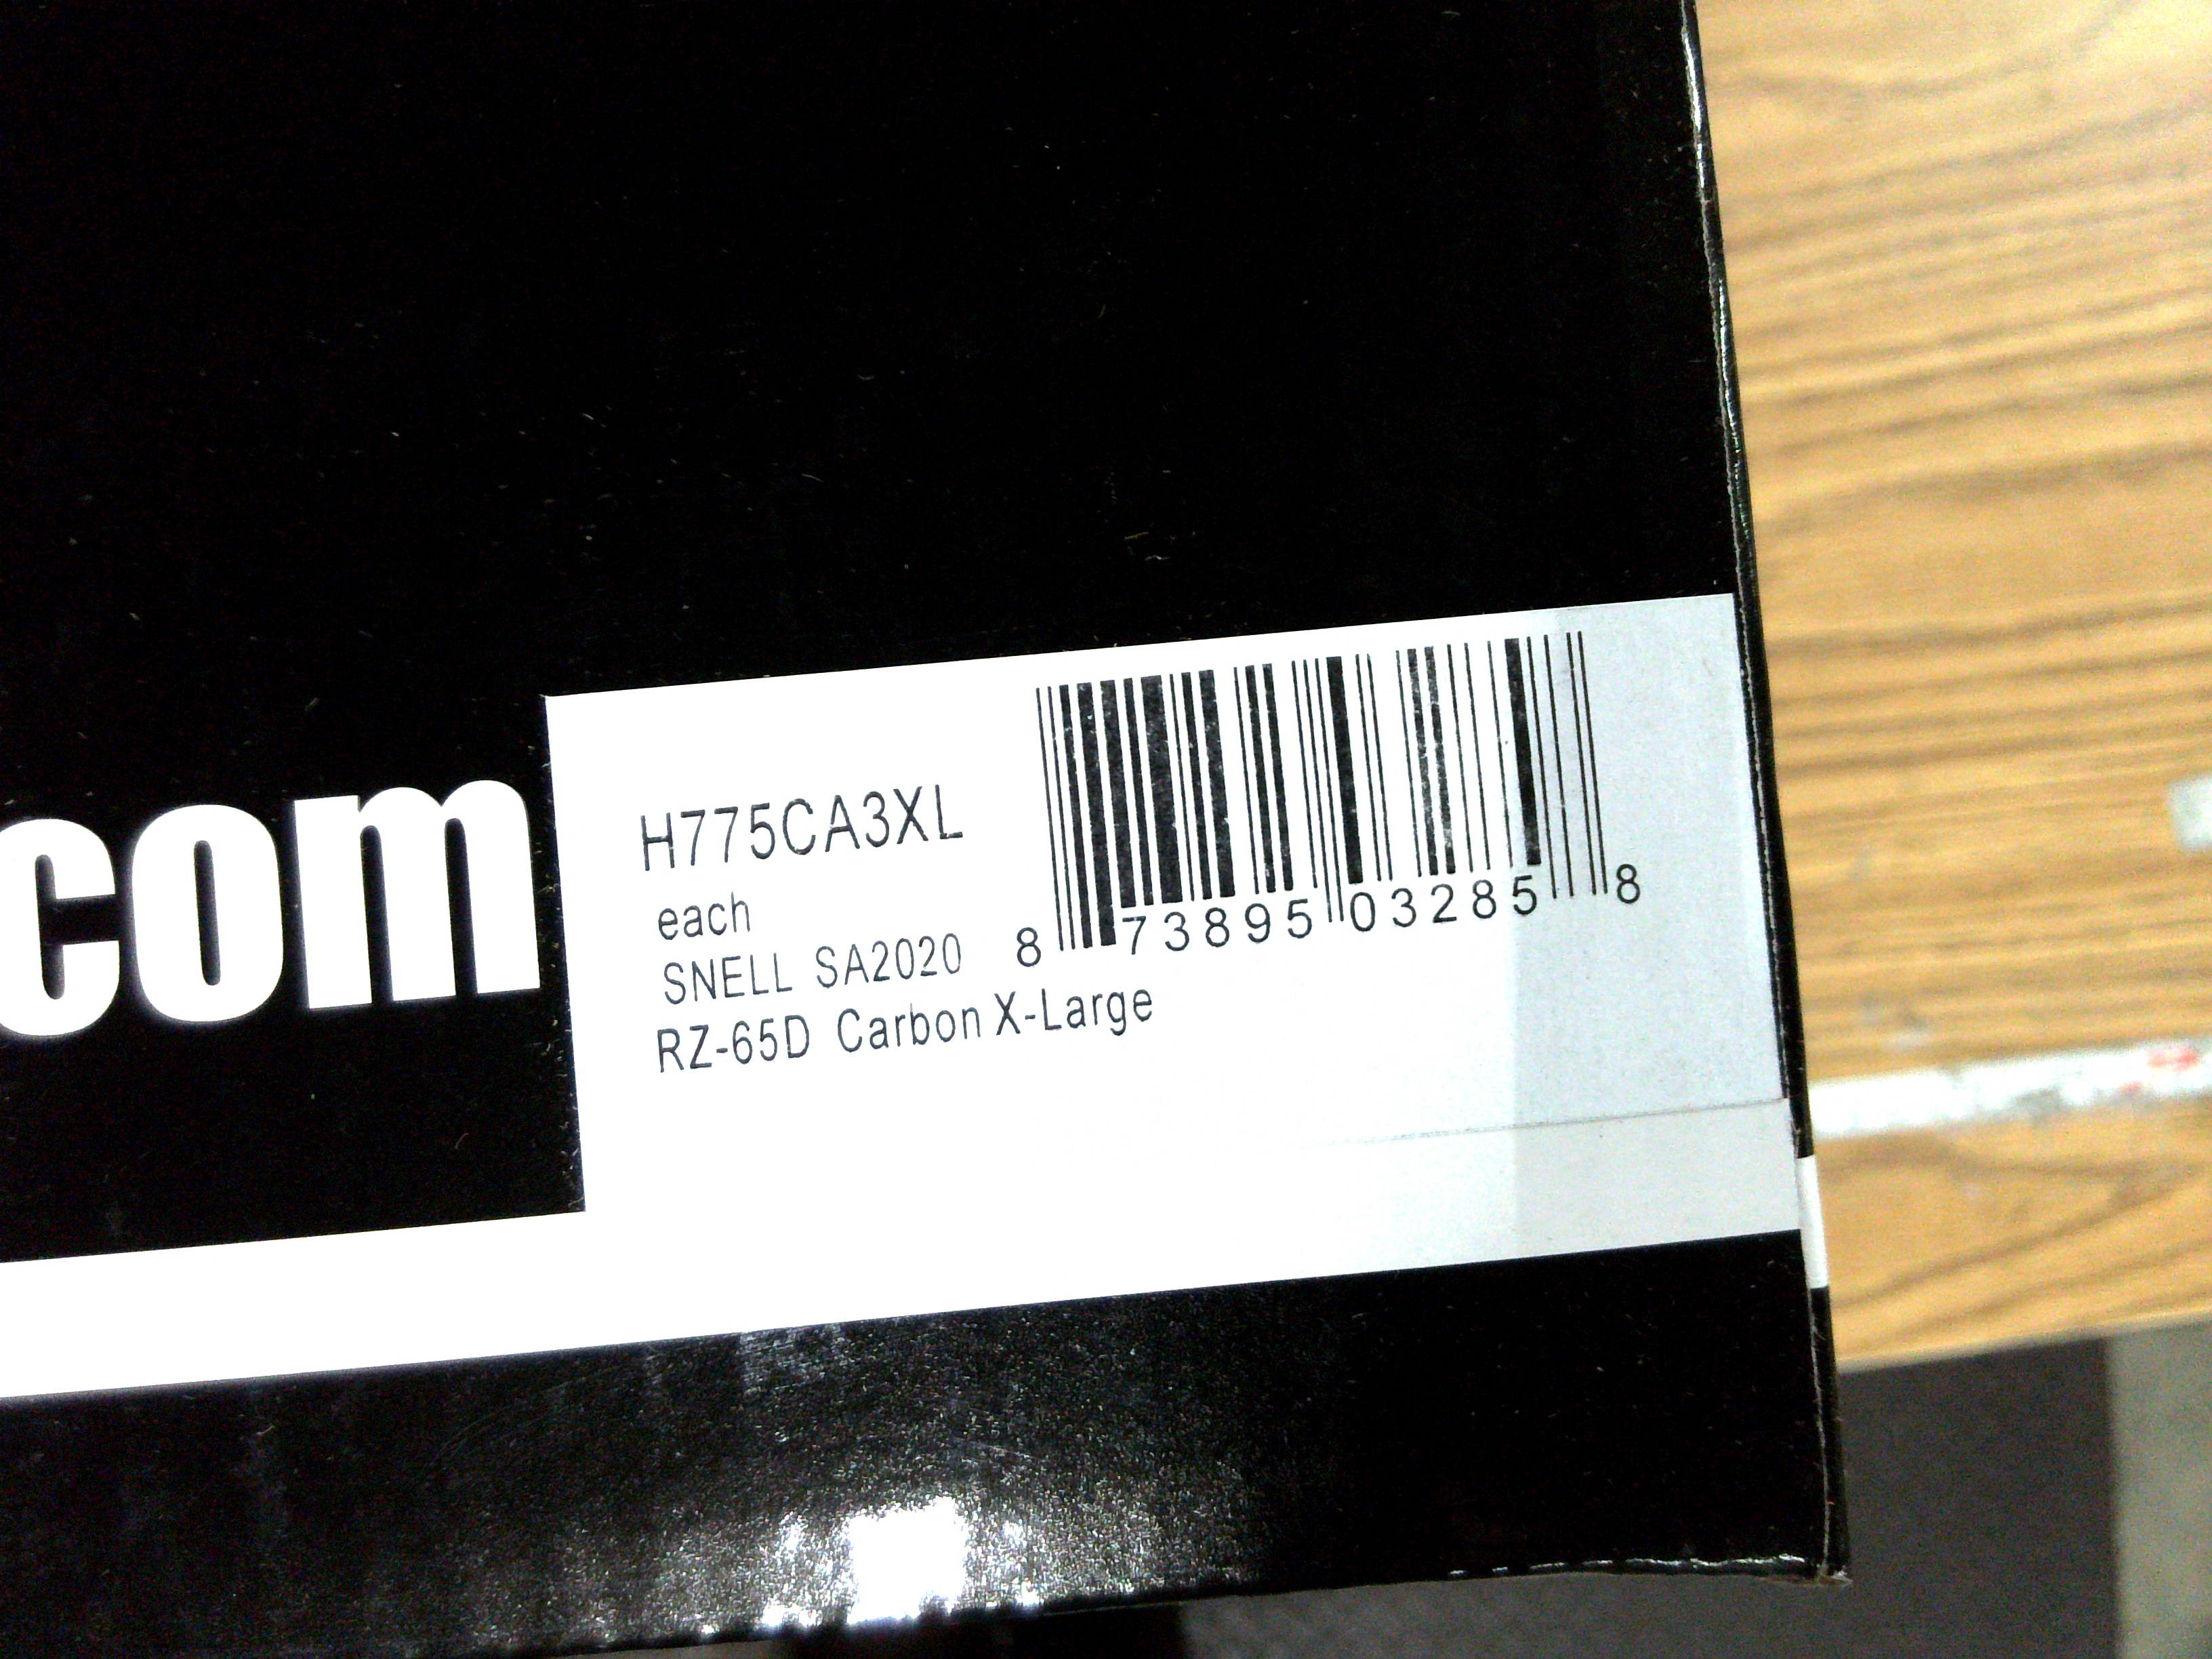 com
H775CA3XL
each
SNELL SA2020
RZ-65D Carbon X-Large
8 73895 03285 8